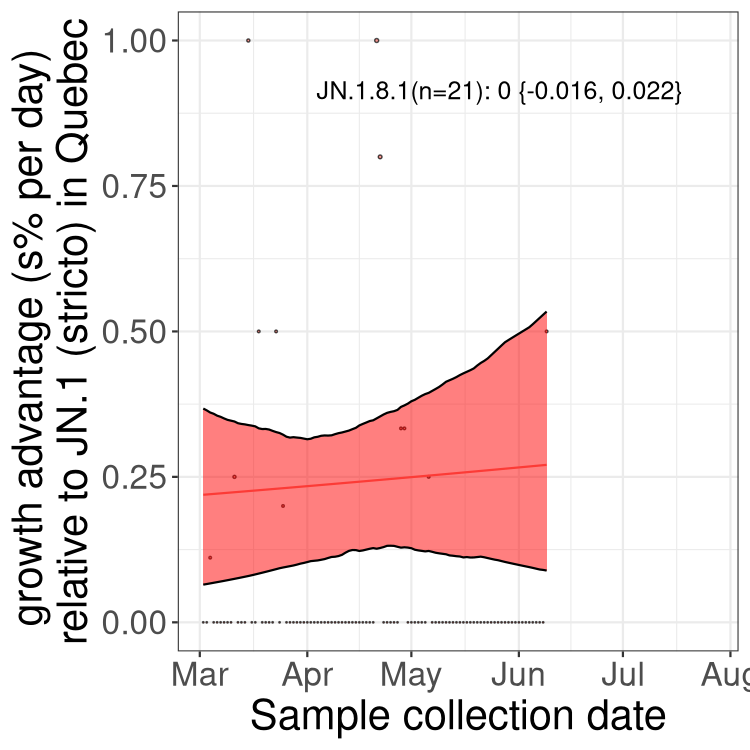 growth advantage (s% per day)
relative to JN.1 (stricto) in Quebec
1.00
0.75
0.50
0.25
0.00
JN.1.8.1(n=21): 0 {-0.016, 0.022}
Mar Apr May Jun Jul Aug
Sample collection date